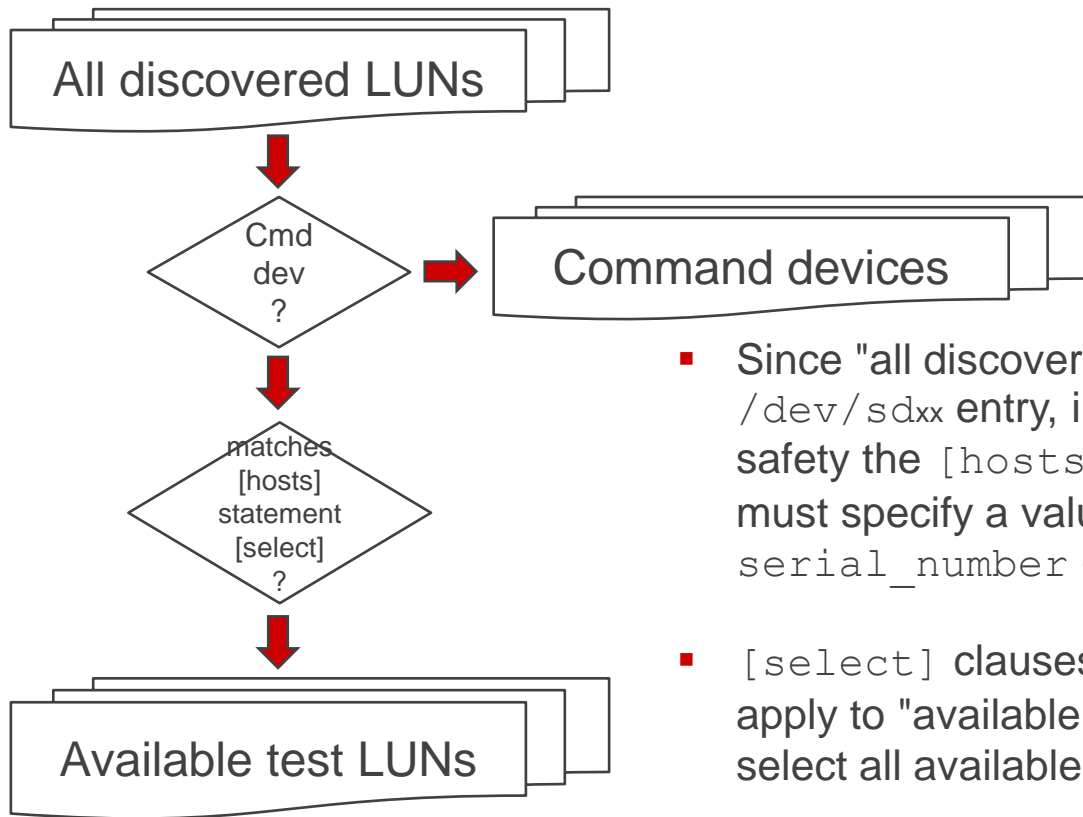 All discovered LUNs
Cmd
dev
?
Command devices
matches
[hosts]
statement
[select]
?
Available test LUNs
▪ Since "all discover
/dev/sdxx entry, i
safety the [hosts
must specify a valu
serial_number
▪ [select] clauses
apply to "available
select all available